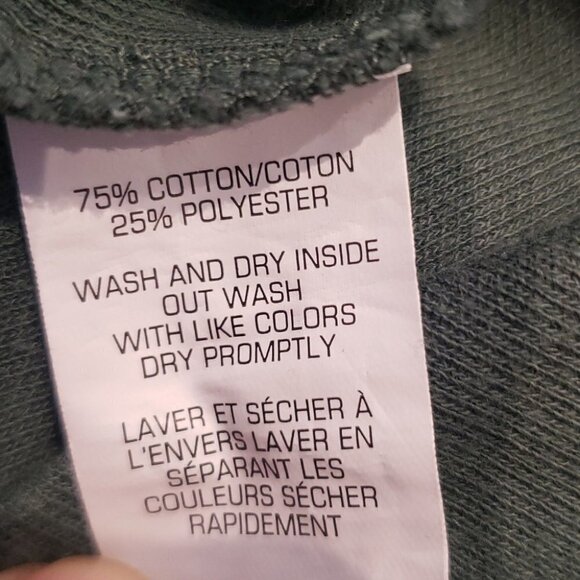 75% COTTON/COTON
25% POLYESTER
WASH AND DRY INSIDE
OUT WASH
WITH LIKE COLORS
DRY PROMPTLY
LAVER ET SÉCHER À
L'ENVERS LAVER EN
SÉPARANT LES
COULEURS SÉCHER
RAPIDEMENT